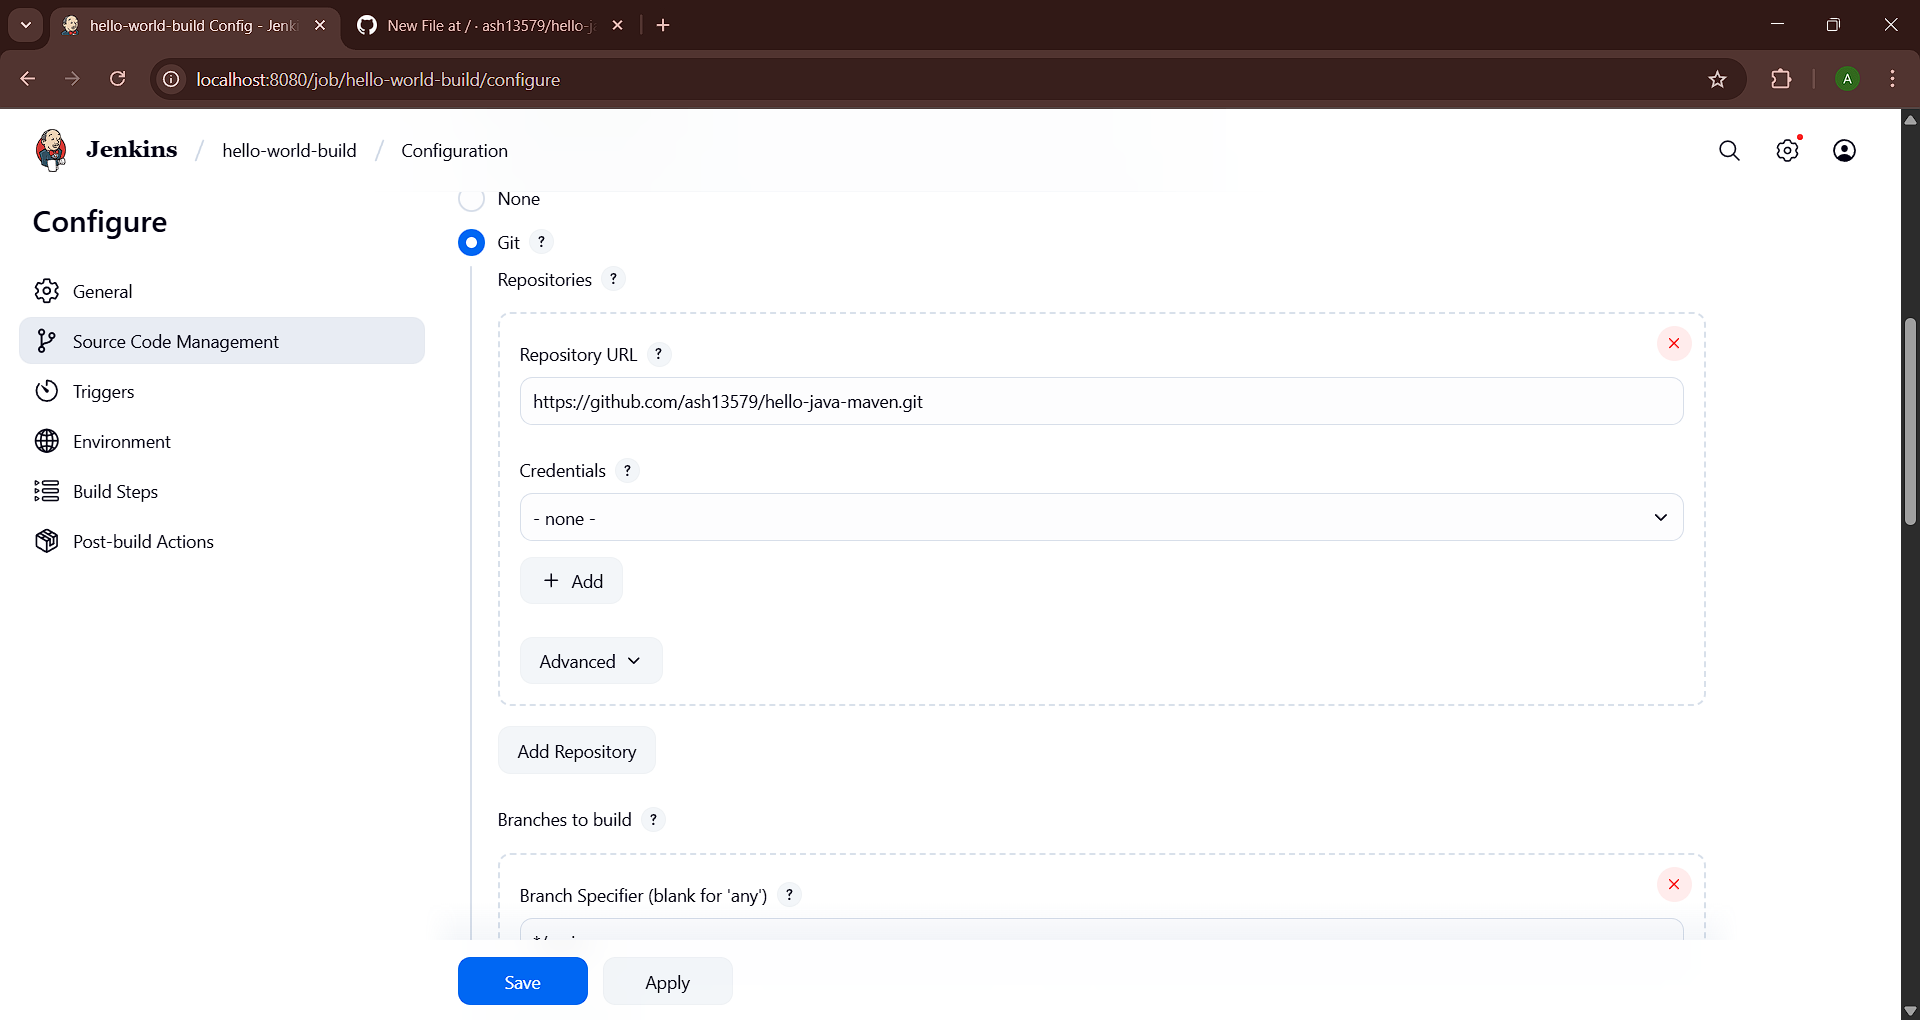 hello-world-build Config - Jenki
New File at / · ash13579/hello-j
localhost:8080/job/hello-world-build/configure
A
Jenkins / hello-world-build / Configuration
Configure
General
Source Code Management
Triggers
Environment
Build Steps
Post-build Actions
None
Git ?
Repositories ?
Repository URL ?
https://github.com/ash13579/hello-java-maven.git
Credentials ?
- none -
+ Add
Advanced
Add Repository
Branches to build ?
Branch Specifier (blank for 'any') ?
Save
Apply